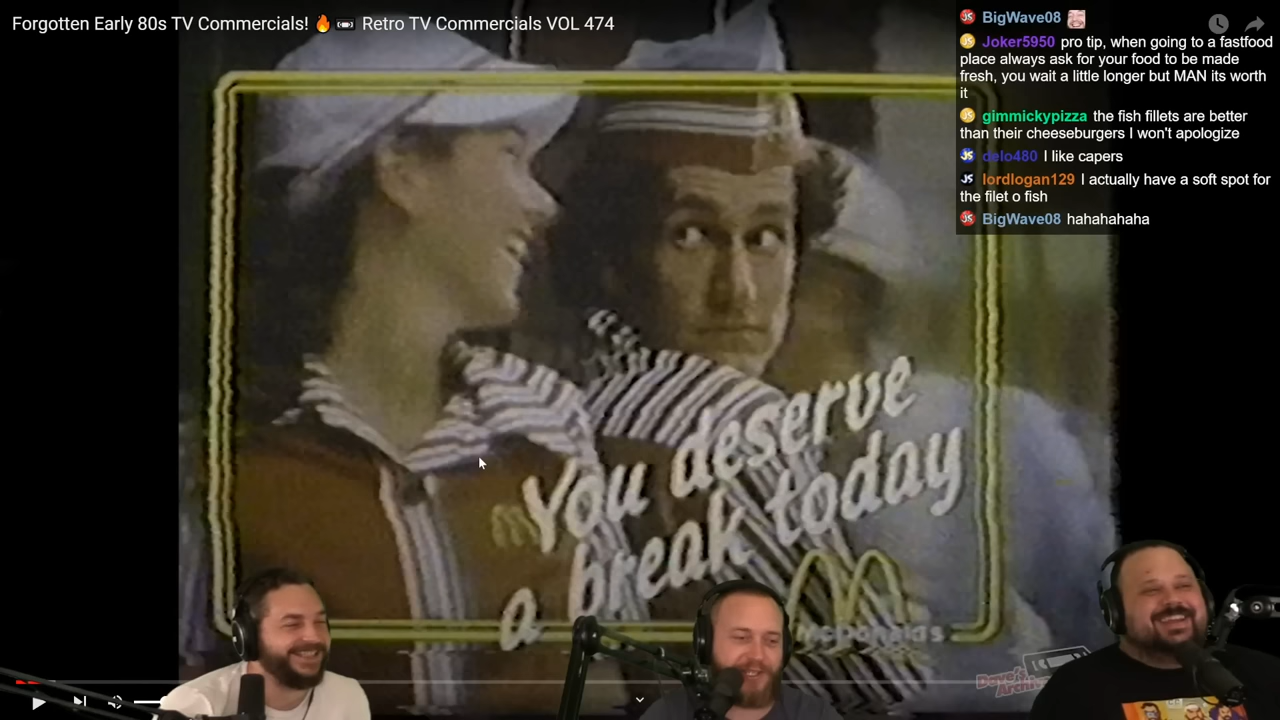 Forgotten Early 80s TV Commercials! 🔥📼 Retro TV Commercials VOL 474
BigWave08
Joker5950 pro tip, when going to a fastfood
place always ask for your food to be made
fresh, you wait a little longer but MAN its worth
it
gimmickypizza the fish fillets are better
than their cheeseburgers I won't apologize
delo480 I like capers
lordlogan129 I actually have a soft spot for
the filet o fish
BigWave08 hahahahaha
You deserve
a break today
McDonald's
Dave's
Archive